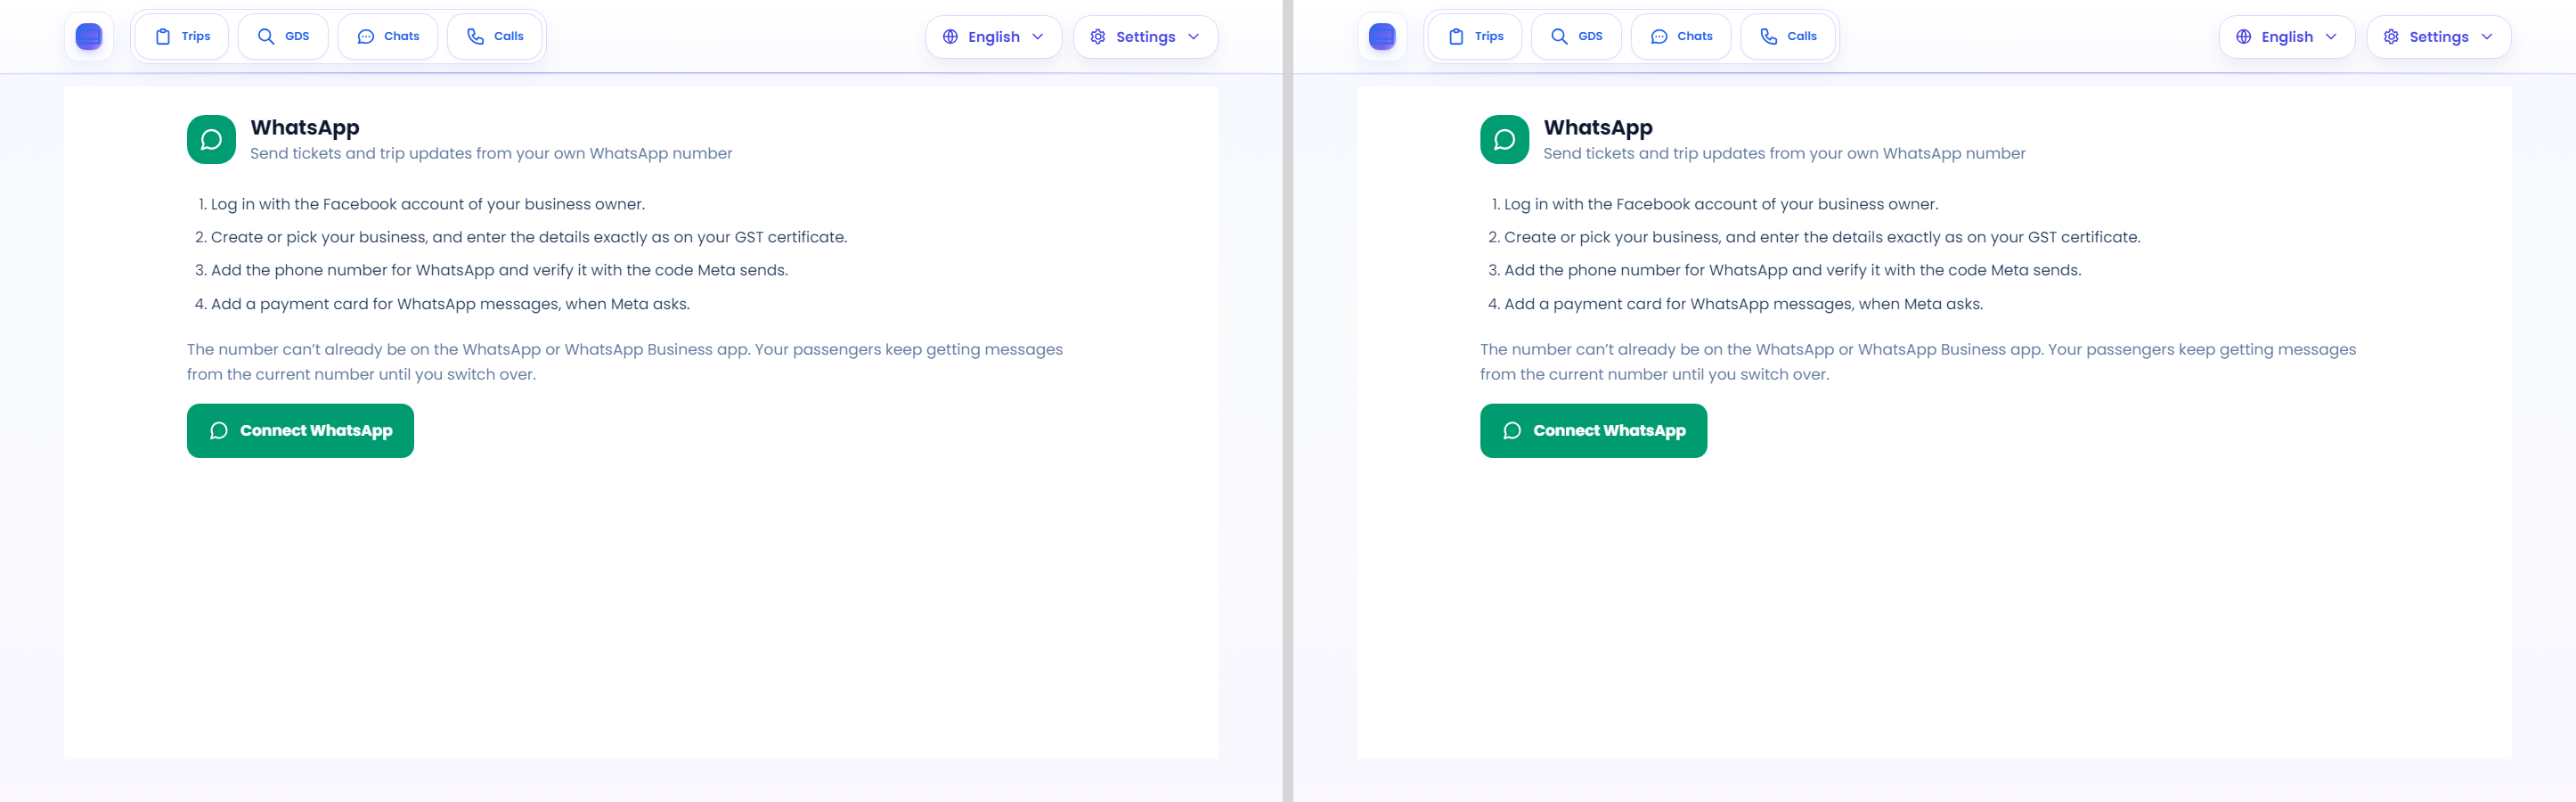 Trips GDS Chats Calls English Settings
WhatsApp
Send tickets and trip updates from your own WhatsApp number
1. Log in with the Facebook account of your business owner.
2. Create or pick your business, and enter the details exactly as on your GST certificate.
3. Add the phone number for WhatsApp and verify it with the code Meta sends.
4. Add a payment card for WhatsApp messages, when Meta asks.
The number can’t already be on the WhatsApp or WhatsApp Business app. Your passengers keep getting messages
from the current number until you switch over.
Connect WhatsApp
Trips GDS Chats Calls English Settings
WhatsApp
Send tickets and trip updates from your own WhatsApp number
1. Log in with the Facebook account of your business owner.
2. Create or pick your business, and enter the details exactly as on your GST certificate.
3. Add the phone number for WhatsApp and verify it with the code Meta sends.
4. Add a payment card for WhatsApp messages, when Meta asks.
The number can’t already be on the WhatsApp or WhatsApp Business app. Your passengers keep getting messages
from the current number until you switch over.
Connect WhatsApp